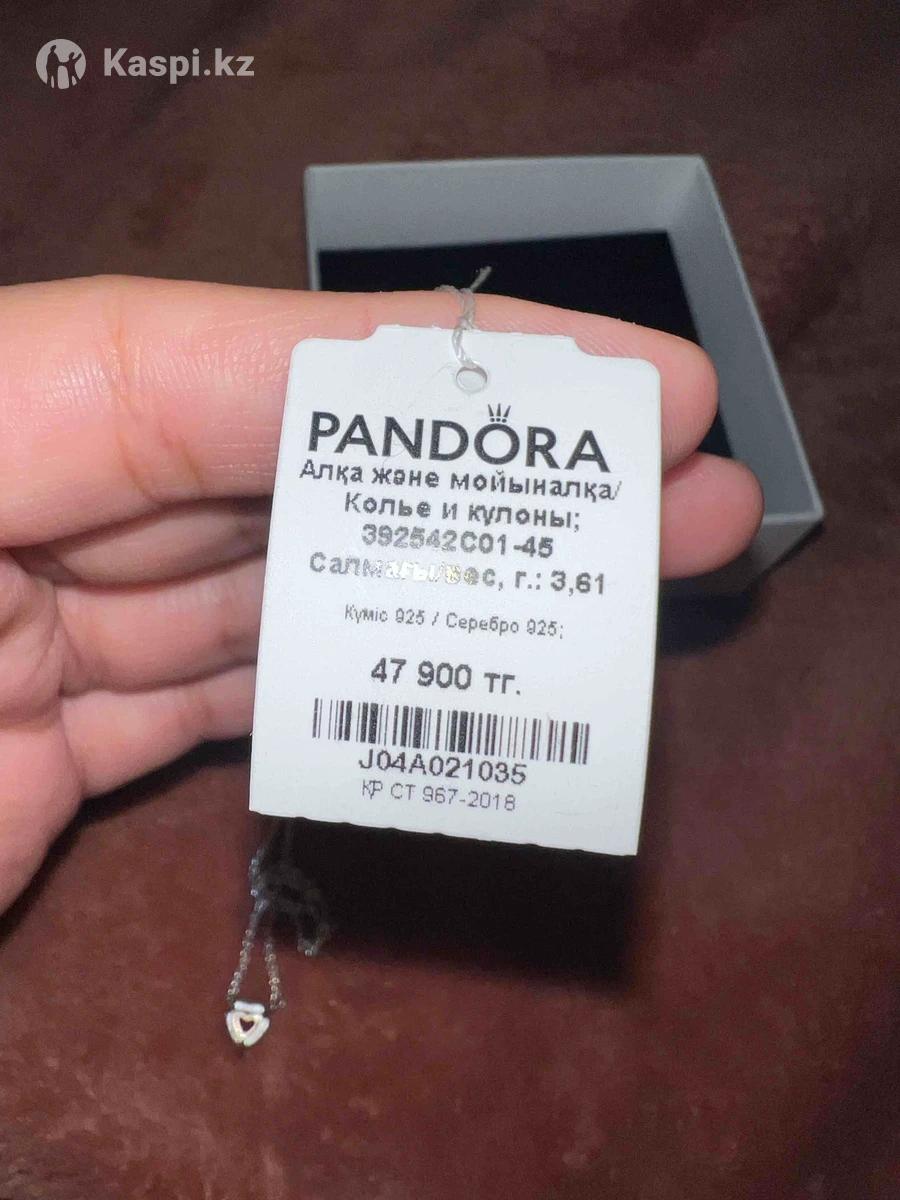 Kaspi.kz
PANDORA
Алқа және мойыналқа/
Колье и кулоны;
392542C01-45
Салмағы/Вес, г.: 3,61
Күміс 925 / Серебро 925;
47 900 тг.
J04A021035
ҚР СТ 967-2018